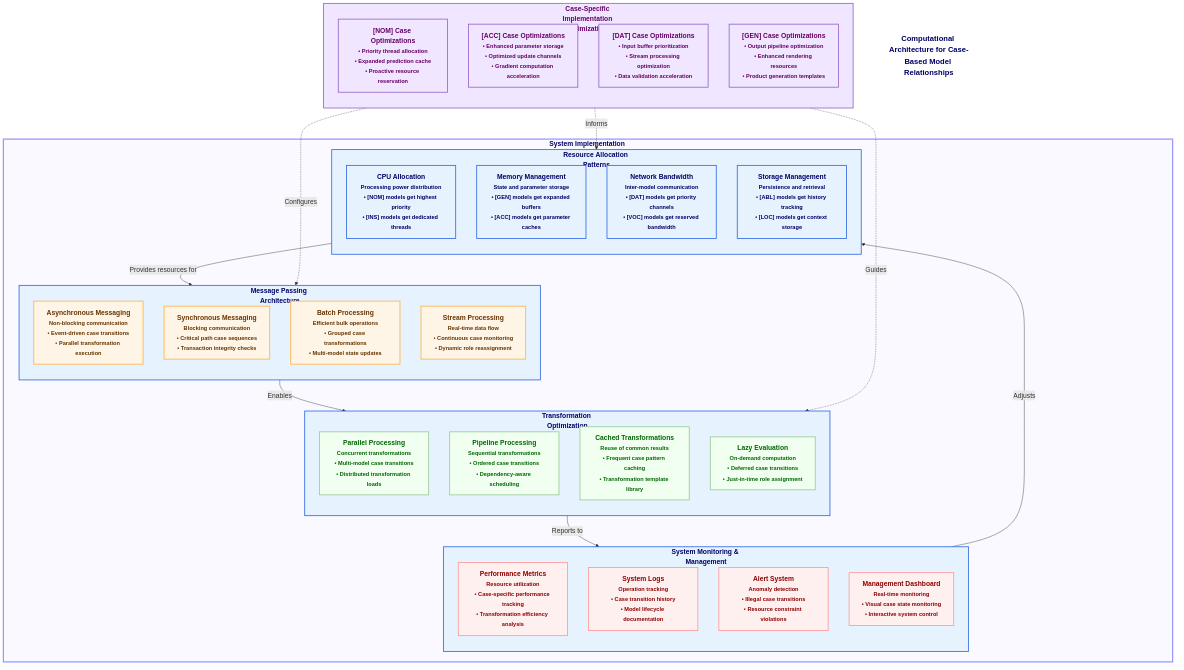 Case-Specific
Implementation
Optimizations
[NOM] Case
Optimizations
• Priority thread allocation
• Expanded prediction cache
• Proactive resource
reservation
[ACC] Case Optimizations
• Enhanced parameter storage
• Optimized update channels
• Gradient computation
acceleration
[DAT] Case Optimizations
• Input buffer prioritization
• Stream processing
optimization
• Data validation acceleration
[GEN] Case Optimizations
• Output pipeline optimization
• Enhanced rendering
resources
• Product generation templates
Computational
Architecture for Case-
Based Model
Relationships
Informs
System Implementation
Resource Allocation
Patterns
CPU Allocation
Processing power distribution
• [NOM] models get highest
priority
• [INS] models get dedicated
threads
Memory Management
State and parameter storage
• [GEN] models get expanded
buffers
• [ACC] models get parameter
caches
Network Bandwidth
Inter-model communication
• [DAT] models get priority
channels
• [VOC] models get reserved
bandwidth
Storage Management
Persistence and retrieval
• [ABL] models get history
tracking
• [LOC] models get context
storage
Configures
Provides resources for
Guides
Message Passing
Architecture
Asynchronous Messaging
Non-blocking communication
• Event-driven case transitions
• Parallel transformation
execution
Synchronous Messaging
Blocking communication
• Critical path case sequences
• Transaction integrity checks
Batch Processing
Efficient bulk operations
• Grouped case
transformations
• Multi-model state updates
Stream Processing
Real-time data flow
• Continuous case monitoring
• Dynamic role reassignment
Enables
Adjusts
Transformation
Optimization
Parallel Processing
Concurrent transformations
• Multi-model case transitions
• Distributed transformation
loads
Pipeline Processing
Sequential transformations
• Ordered case transitions
• Dependency-aware
scheduling
Cached Transformations
Reuse of common results
• Frequent case pattern
caching
• Transformation template
library
Lazy Evaluation
On-demand computation
• Deferred case transitions
• Just-in-time role assignment
Reports to
System Monitoring &
Management
Performance Metrics
Resource utilization
• Case-specific performance
tracking
• Transformation efficiency
analysis
System Logs
Operation tracking
• Case transition history
• Model lifecycle
documentation
Alert System
Anomaly detection
• Illegal case transitions
• Resource constraint
violations
Management Dashboard
Real-time monitoring
• Visual case state monitoring
• Interactive system control